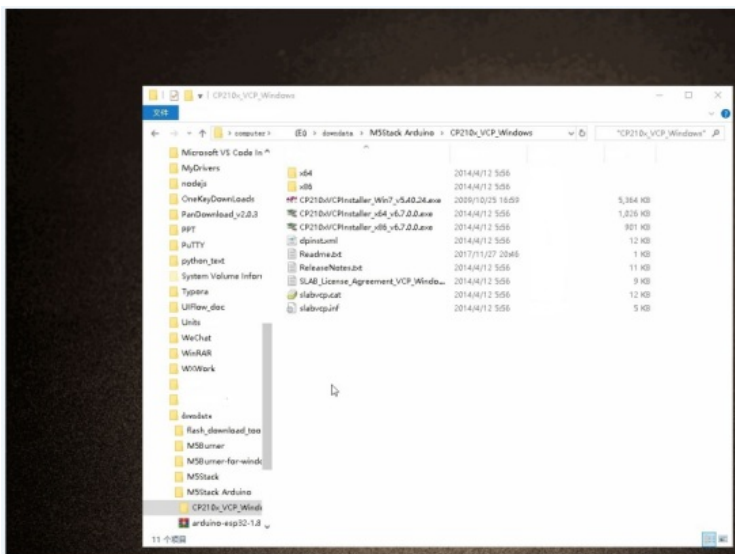 CP210x_VCP_Windows
文件
computer > (E:) > dowodata > M5Stack Arduino > CP210x_VCP_Windows
"CP210x_VCP_Windows"
Microsoft VS Code In
MyDrivers
nodejs
OneKeyDownLoads
PanDownload_v2.0.3
PPT
PuTTY
python_text
System Volume Infor
Typora
UIFlow_doc
Units
WeChat
WinRAR
WXWork
dowodata
flash_download_too
M5Burner
M5Burner-for-windo
M5Stack
M5Stack Arduino
CP210x_VCP_Wind
arduino-esp32-1.8
x64 2014/4/12 5:56
x86 2014/4/12 5:56
CP210xVCPInstaller_Win7_v5.40.24.exe 2009/10/25 16:59 5,364 KB
CP210xVCPInstaller_x64_v6.7.0.0.exe 2014/4/12 5:56 1,026 KB
CP210xVCPInstaller_x86_v6.7.0.0.exe 2014/4/12 5:56 901 KB
dpinst.xml 2014/4/12 5:56 12 KB
Readme.txt 2017/11/27 20:46 1 KB
ReleaseNotes.txt 2014/4/12 5:56 11 KB
SLAB_License_Agreement_VCP_Windo... 2014/4/12 5:56 9 KB
slabvcp.cat 2014/4/12 5:56 12 KB
slabvcp.inf 2014/4/12 5:56 5 KB
11 个项目